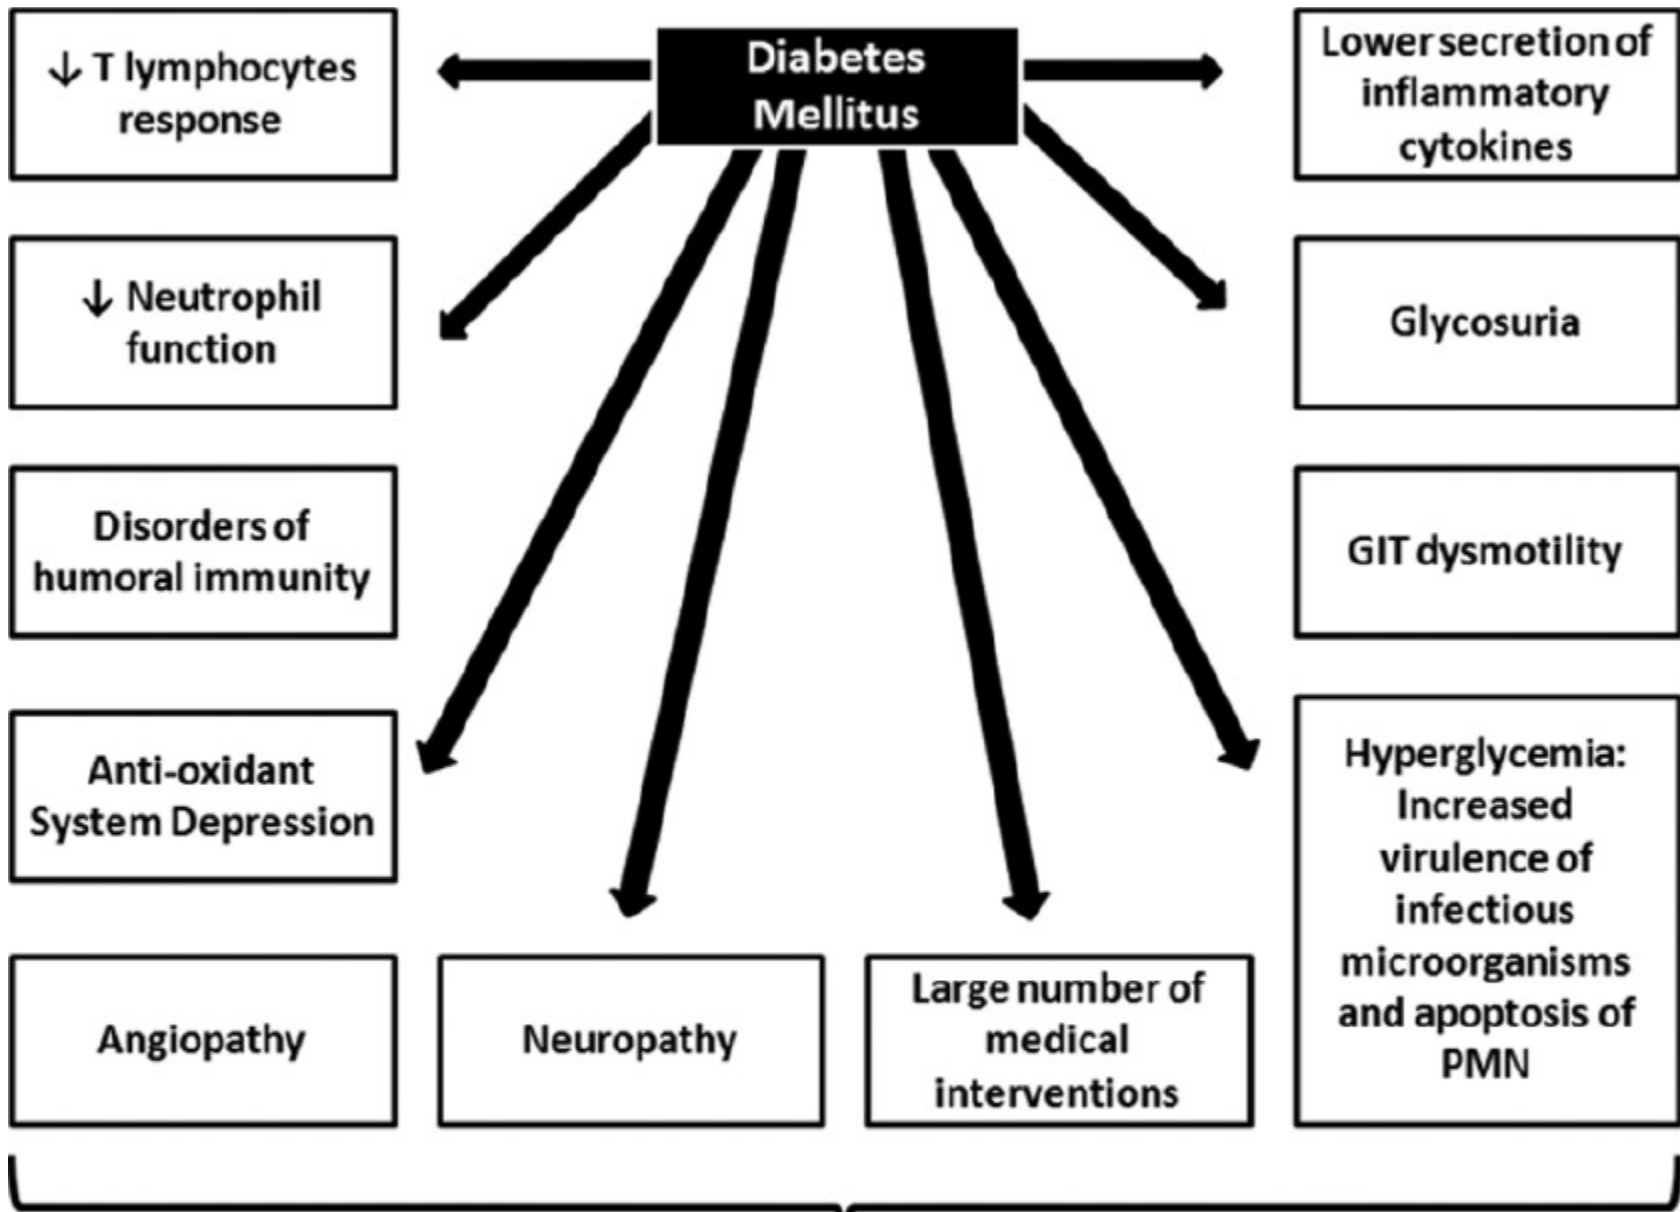 Diabetes
Mellitus
↓ T lymphocytes
response
↓ Neutrophil
function
Disorders of
humoral immunity
Anti-oxidant
System Depression
Angiopathy
Neuropathy
Large number of
medical
interventions
Lower secretion of
inflammatory
cytokines
Glycosuria
GIT dysmotility
Hyperglycemia:
Increased
virulence of
infectious
microorganisms
and apoptosis of
PMN